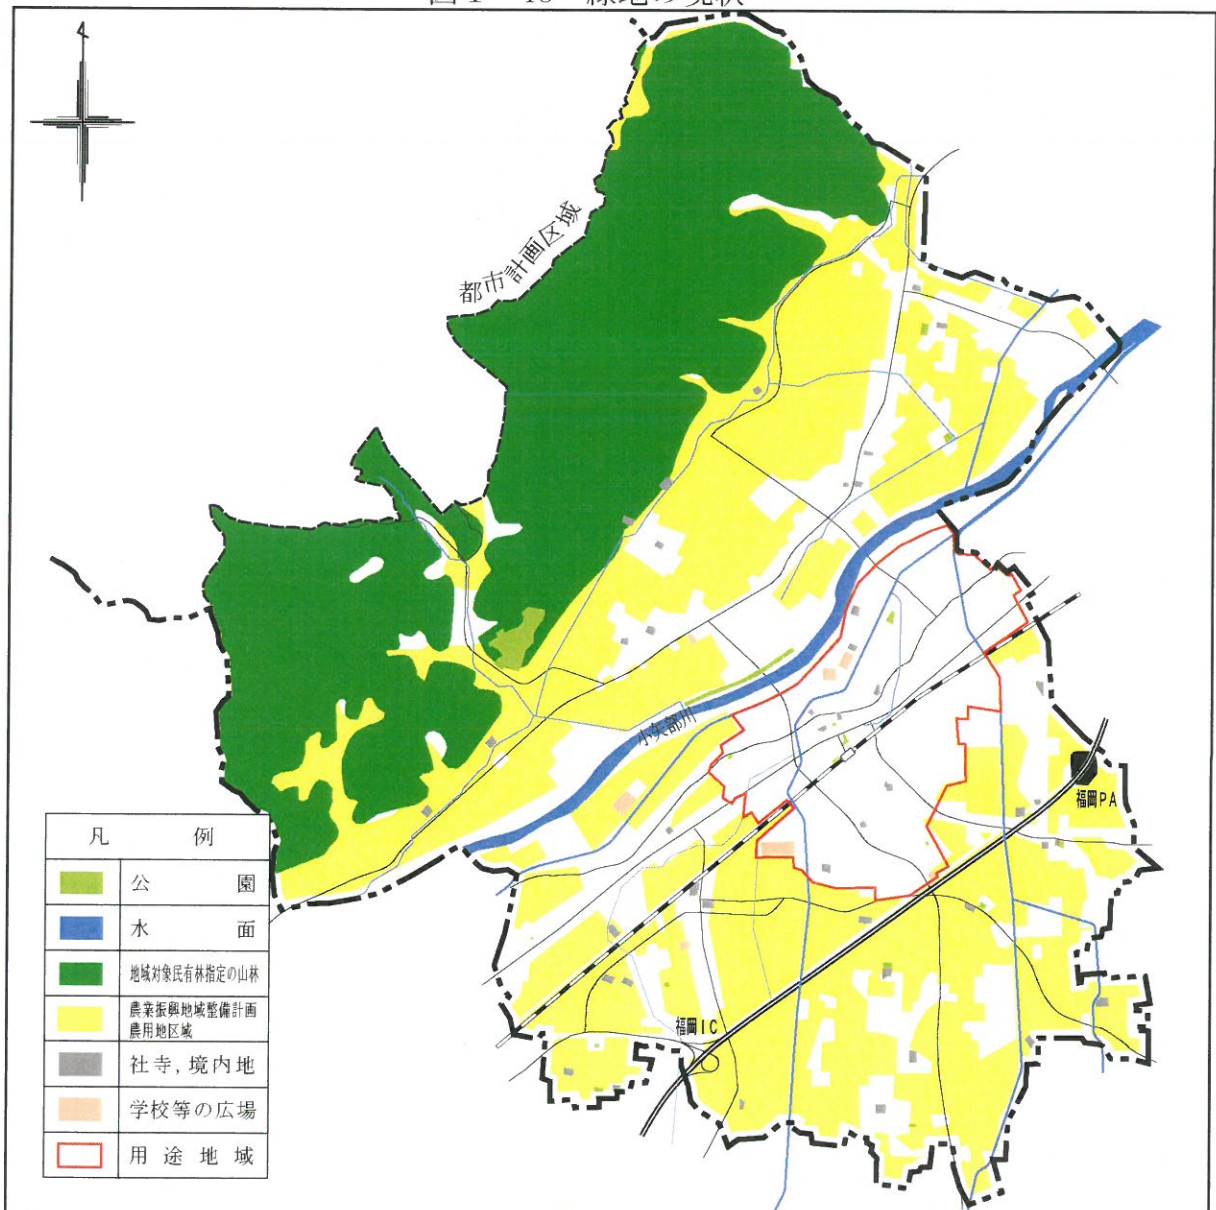 都市計画区域
小矢部川
福岡PA
福岡IC
凡例
公園
水面
地域対象民有林指定の山林
農業振興地域整備計画
農用地区域
社寺,境内地
学校等の広場
用途地域